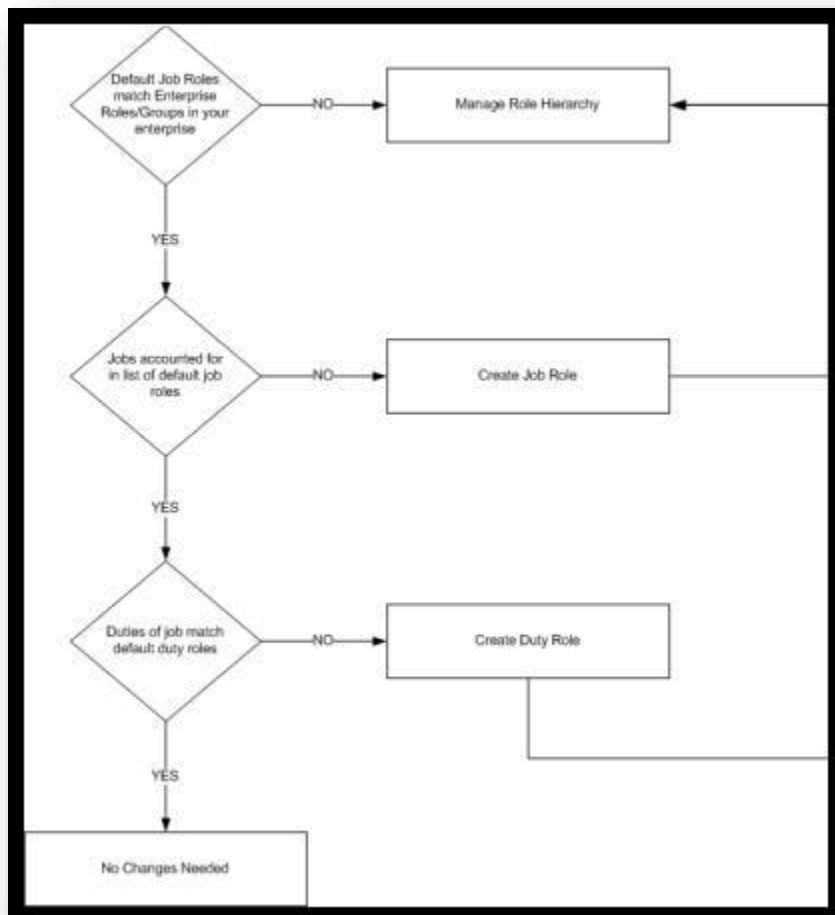 Default Job Roles
match Enterprise
Roles/Groups in your
enterprise
NO
Manage Role Hierarchy
YES
Jobs accounted for
in list of default job
roles
NO
Create Job Role
YES
Duties of job match
default duty roles
NO
Create Duty Role
YES
No Changes Needed